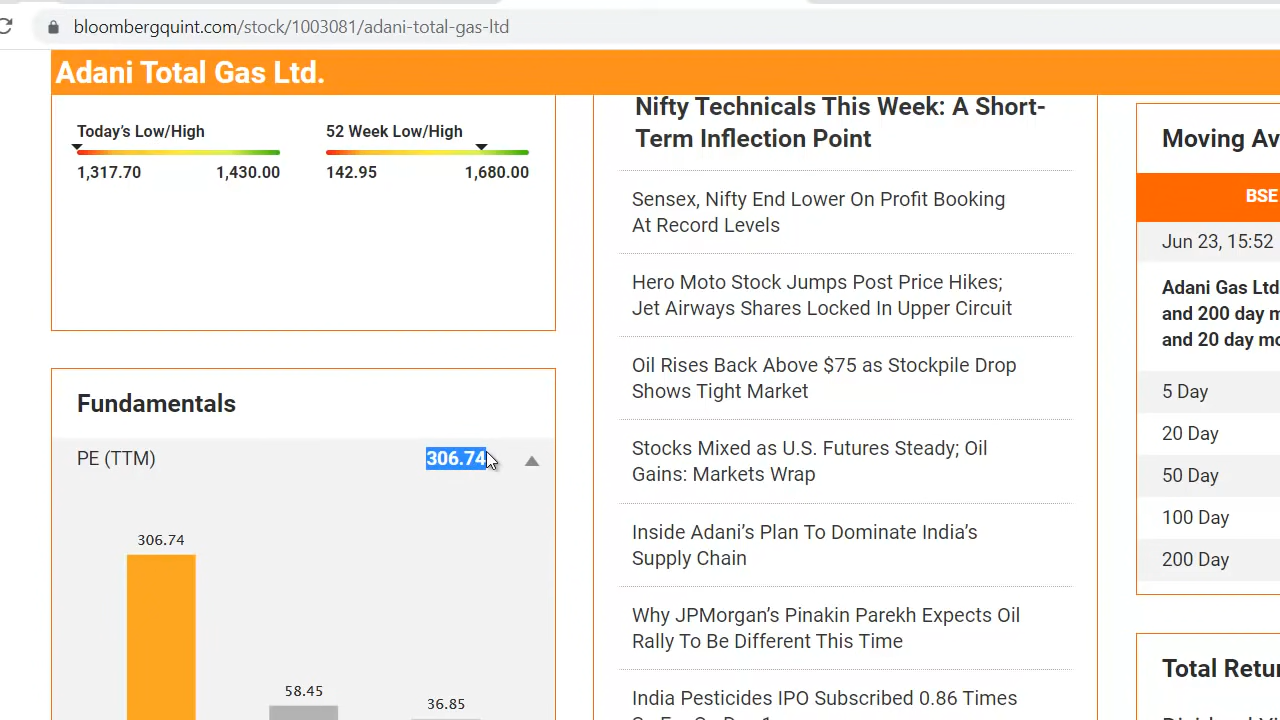 bloombergquint.com/stock/1003081/adani-total-gas-ltd
Adani Total Gas Ltd.
Today's Low/High
1,317.70 1,430.00
52 Week Low/High
142.95 1,680.00
Fundamentals
PE (TTM) 306.74
306.74
58.45
36.85
Nifty Technicals This Week: A Short-
Term Inflection Point
Sensex, Nifty End Lower On Profit Booking
At Record Levels
Hero Moto Stock Jumps Post Price Hikes;
Jet Airways Shares Locked In Upper Circuit
Oil Rises Back Above $75 as Stockpile Drop
Shows Tight Market
Stocks Mixed as U.S. Futures Steady; Oil
Gains: Markets Wrap
Inside Adani's Plan To Dominate India's
Supply Chain
Why JPMorgan's Pinakin Parekh Expects Oil
Rally To Be Different This Time
India Pesticides IPO Subscribed 0.86 Times
Moving Av
BSE
Jun 23, 15:52
Adani Gas Ltd
and 200 day m
and 20 day mo
5 Day
20 Day
50 Day
100 Day
200 Day
Total Retu